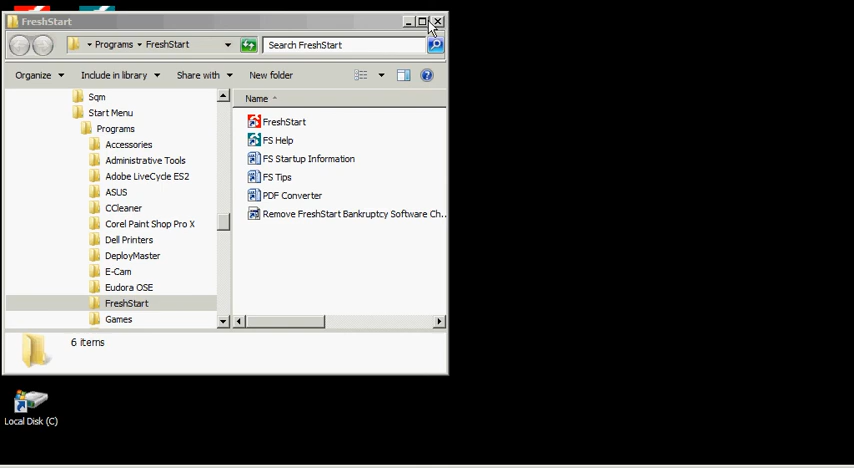 FreshStart
Programs FreshStart
Search FreshStart
Organize Include in library Share with New folder
Sqm
Start Menu
Programs
Accessories
Administrative Tools
Adobe LiveCycle ES2
ASUS
CCleaner
Corel Paint Shop Pro X
Dell Printers
DeployMaster
E-Cam
Eudora OSE
FreshStart
Games
Name
FreshStart
FS Help
FS Startup Information
FS Tips
PDF Converter
Remove FreshStart Bankruptcy Software Ch...
6 items
Local Disk (C)